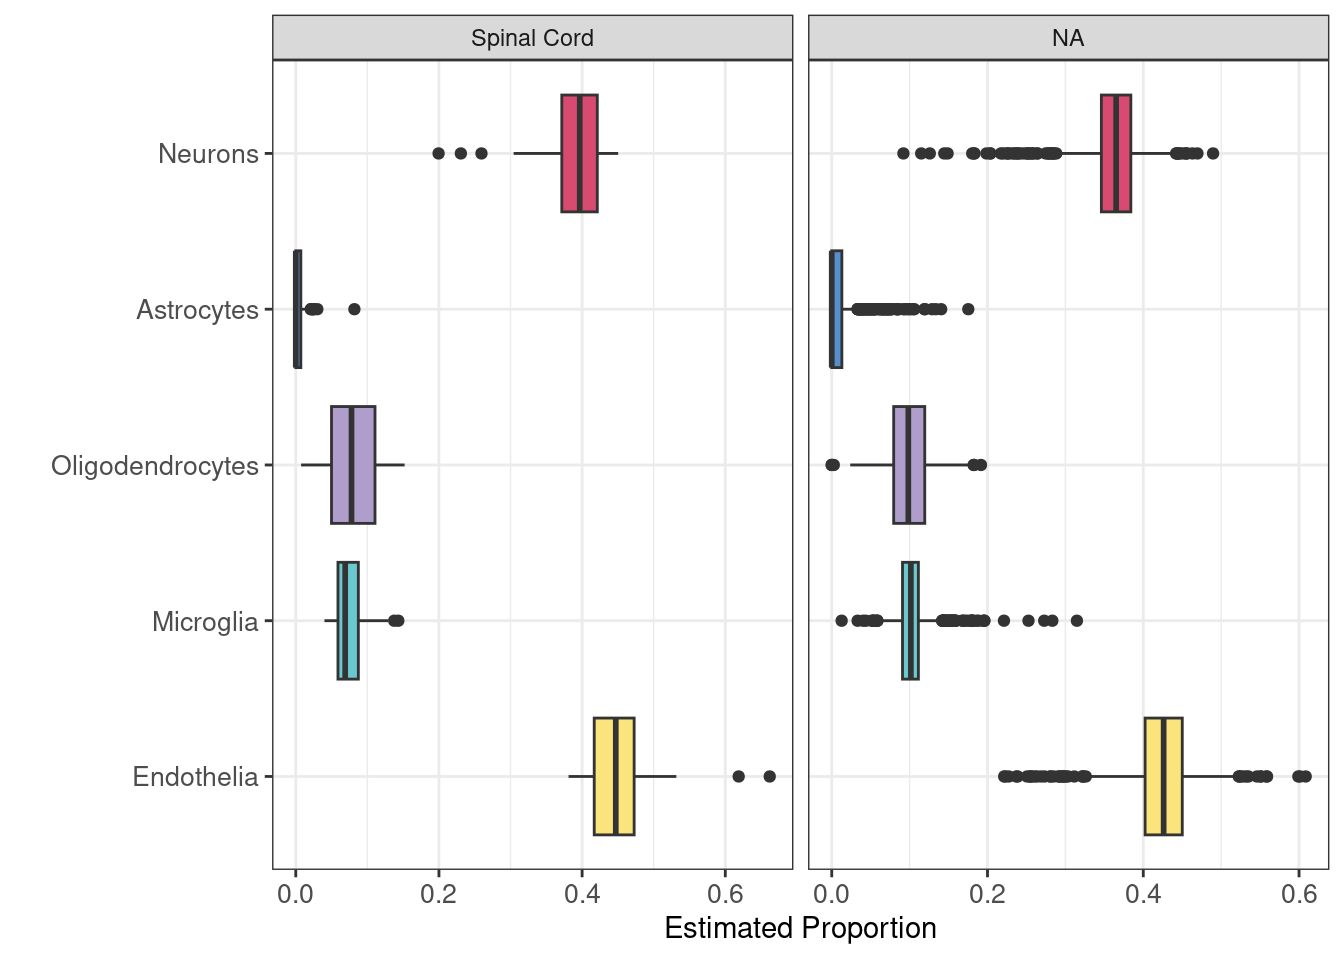 Spinal Cord NA
Neurons
Astrocytes
Oligodendrocytes
Microglia
Endothelia
0.0 0.2 0.4 0.6 0.0 0.2 0.4 0.6
Estimated Proportion